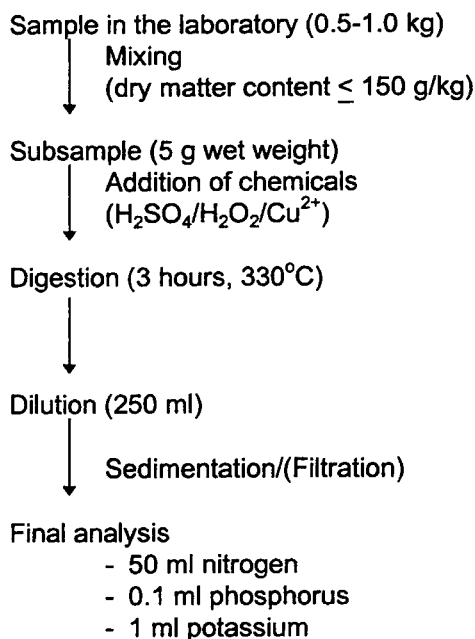 Sample in the laboratory (0.5-1.0 kg)
Mixing
(dry matter content ≤ 150 g/kg)
Subsample (5 g wet weight)
Addition of chemicals
(H₂SO₄/H₂O₂/Cu²⁺)
Digestion (3 hours, 330°C)
Dilution (250 ml)
Sedimentation/(Filtration)
Final analysis
- 50 ml nitrogen
- 0.1 ml phosphorus
- 1 ml potassium